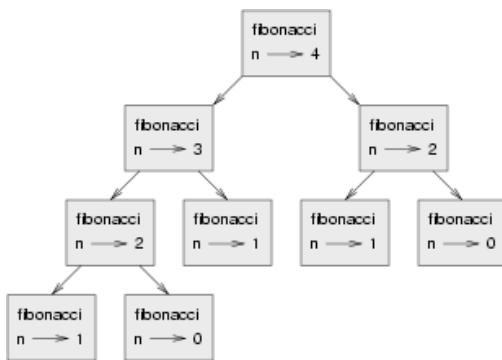 fibonacci
n → 4
fibonacci
n → 3
fibonacci
n → 2
fibonacci
n → 2
fibonacci
n → 1
fibonacci
n → 1
fibonacci
n → 0
fibonacci
n → 1
fibonacci
n → 0